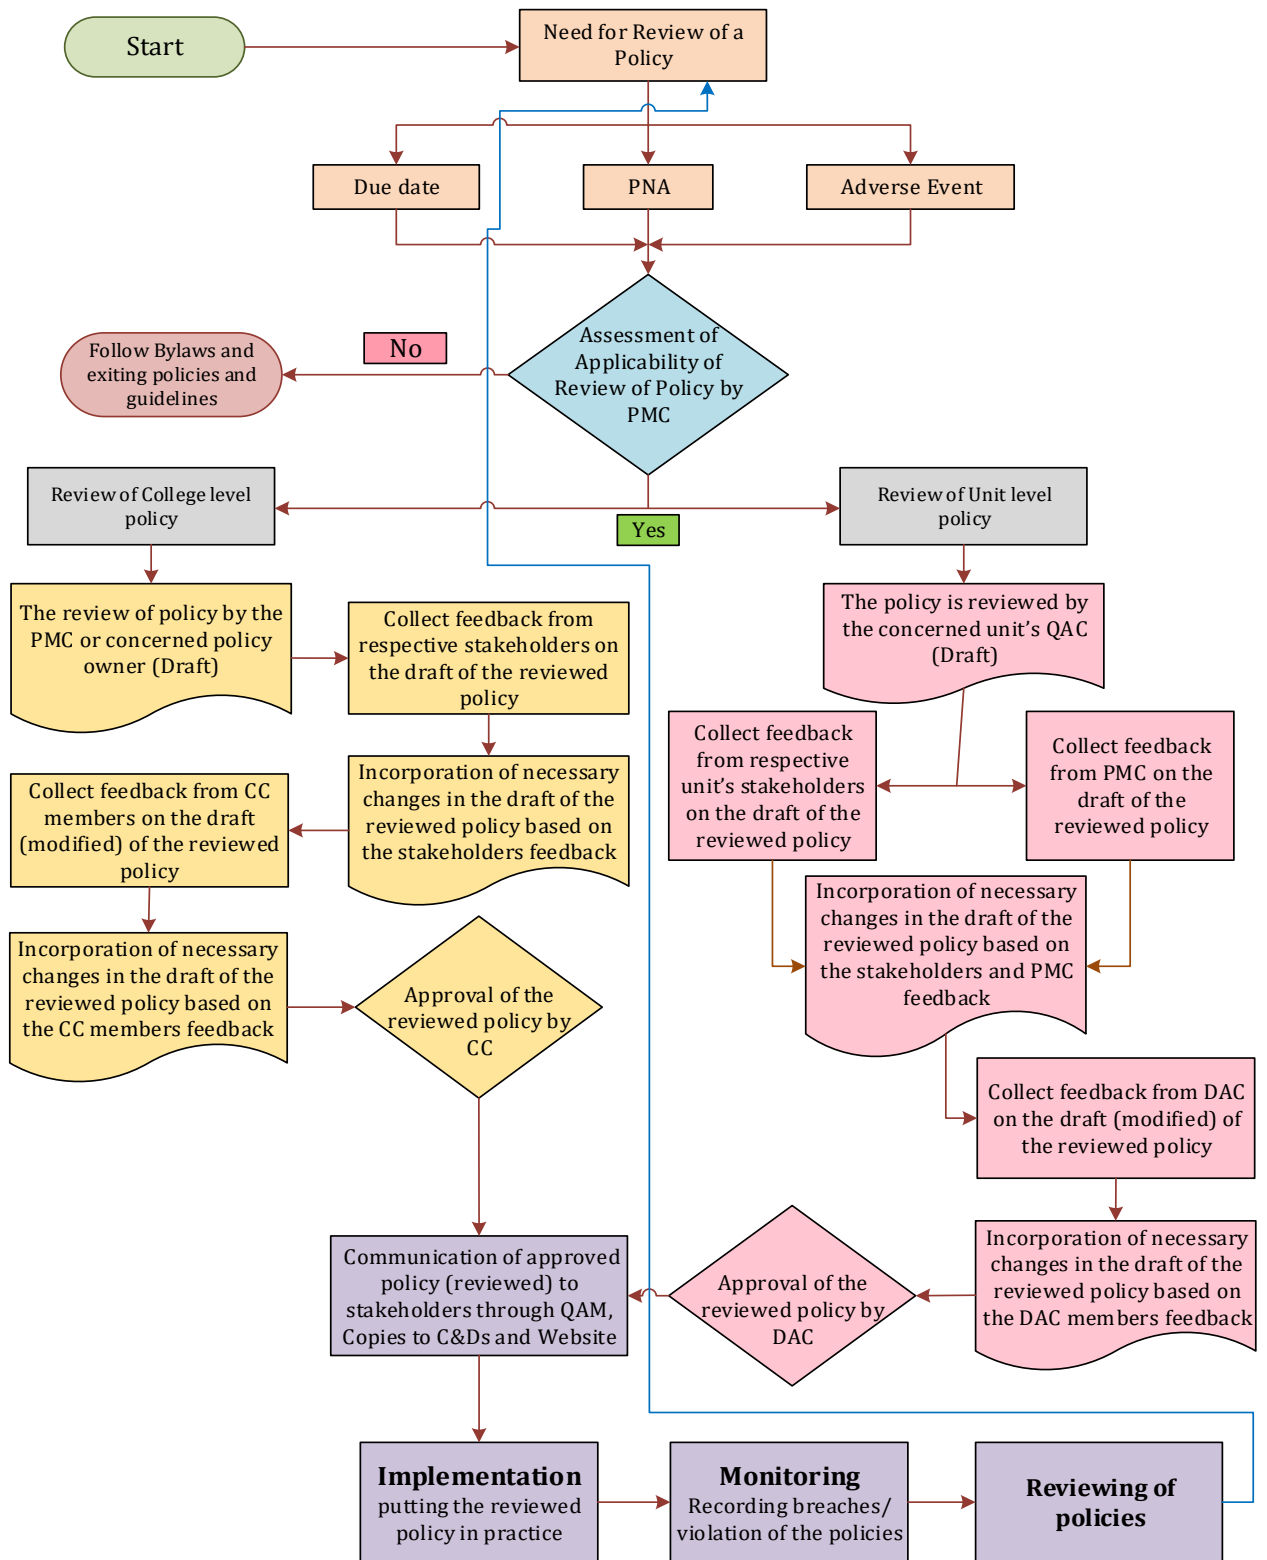 Start
Need for Review of a
Policy
Due date
PNA
Adverse Event
Assessment of
Applicability of
Review of Policy by
PMC
No
Follow Bylaws and
exiting policies and
guidelines
Yes
Review of College level
policy
Review of Unit level
policy
The review of policy by the
PMC or concerned policy
owner (Draft)
Collect feedback from
respective stakeholders on
the draft of the reviewed
policy
Incorporation of necessary
changes in the draft of the
reviewed policy based on
the stakeholders feedback
Collect feedback from CC
members on the draft
(modified) of the reviewed
policy
Incorporation of necessary
changes in the draft of the
reviewed policy based on
the CC members feedback
Approval of the
reviewed policy by
CC
The policy is reviewed by
the concerned unit’s QAC
(Draft)
Collect feedback
from respective
unit’s stakeholders
on the draft of the
reviewed policy
Collect feedback
from PMC on the
draft of the
reviewed policy
Incorporation of necessary
changes in the draft of the
reviewed policy based on
the stakeholders and PMC
feedback
Collect feedback from DAC
on the draft (modified) of
the reviewed policy
Incorporation of necessary
changes in the draft of the
reviewed policy based on
the DAC members feedback
Approval of the
reviewed policy by
DAC
Communication of approved
policy (reviewed) to
stakeholders through QAM,
Copies to C&Ds and Website
Implementation
putting the reviewed
policy in practice
Monitoring
Recording breaches/
violation of the policies
Reviewing of
policies